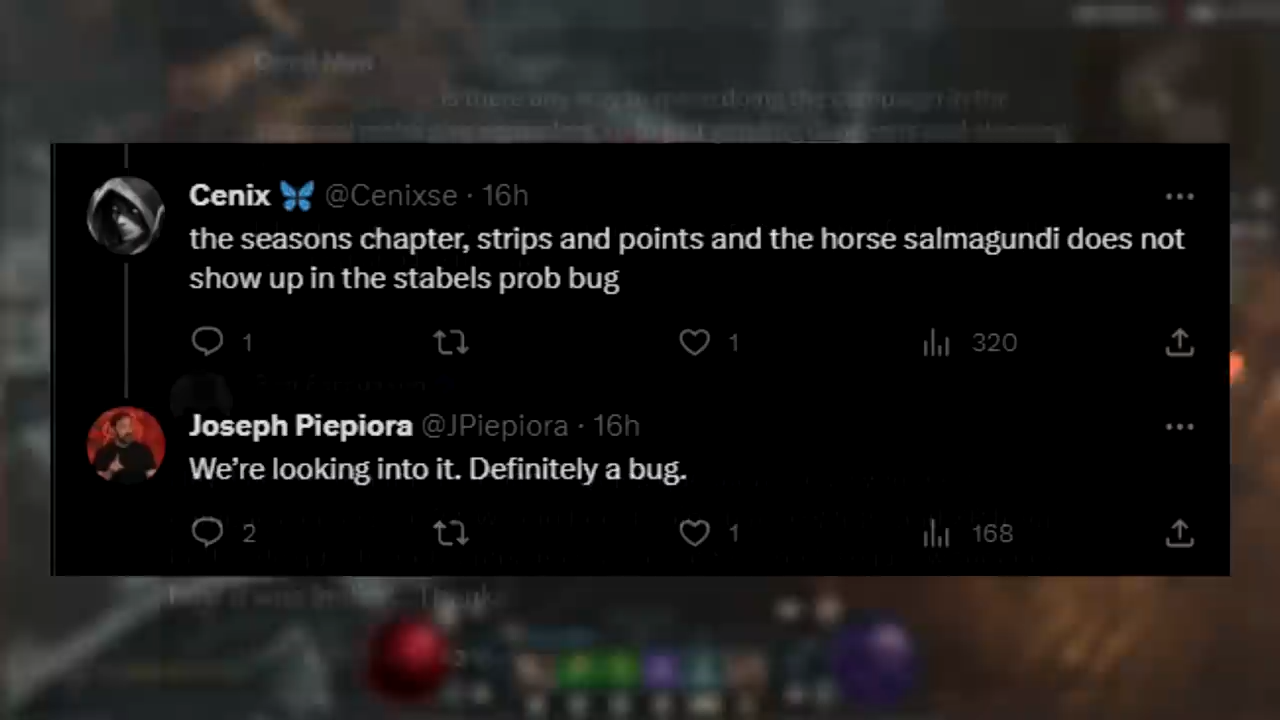 Cenix 🦋 @Cenixse · 16h
the seasons chapter, strips and points and the horse salmagundi does not
show up in the stabels prob bug
1 1 320
Joseph Piepiora @JPiepiora · 16h
We’re looking into it. Definitely a bug.
2 1 168